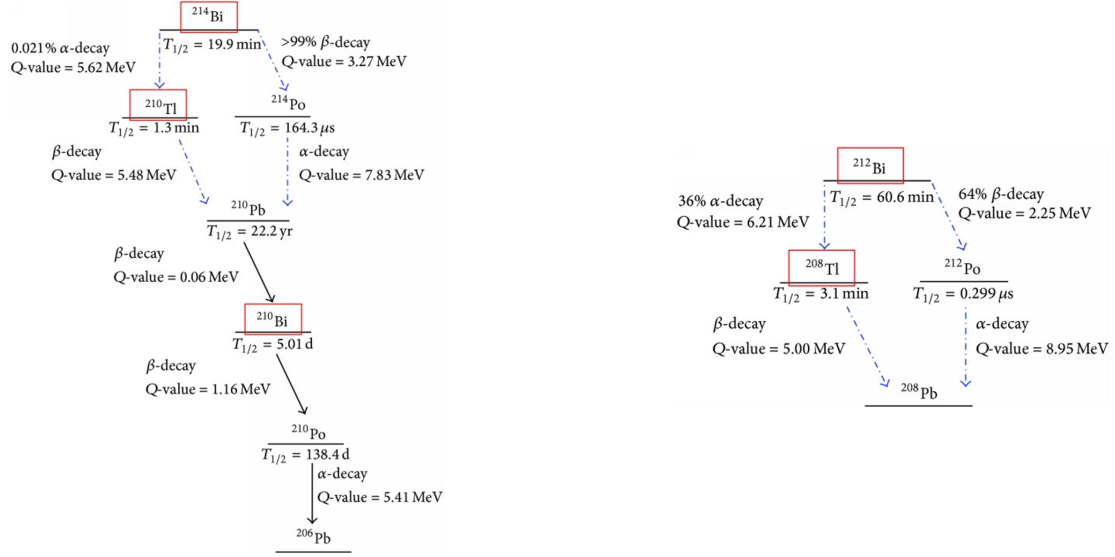 ²¹⁴Bi
T₁/₂ = 19.9 min
0.021% α-decay
Q-value = 5.62 MeV
>99% β-decay
Q-value = 3.27 MeV
²¹⁰Tl
T₁/₂ = 1.3 min
²¹⁴Po
T₁/₂ = 164.3 μs
β-decay
Q-value = 5.48 MeV
α-decay
Q-value = 7.83 MeV
²¹⁰Pb
T₁/₂ = 22.2 yr
β-decay
Q-value = 0.06 MeV
²¹⁰Bi
T₁/₂ = 5.01 d
β-decay
Q-value = 1.16 MeV
²¹⁰Po
T₁/₂ = 138.4 d
α-decay
Q-value = 5.41 MeV
²⁰⁶Pb
²¹²Bi
T₁/₂ = 60.6 min
36% α-decay
Q-value = 6.21 MeV
64% β-decay
Q-value = 2.25 MeV
²⁰⁸Tl
T₁/₂ = 3.1 min
²¹²Po
T₁/₂ = 0.299 μs
β-decay
Q-value = 5.00 MeV
α-decay
Q-value = 8.95 MeV
²⁰⁸Pb